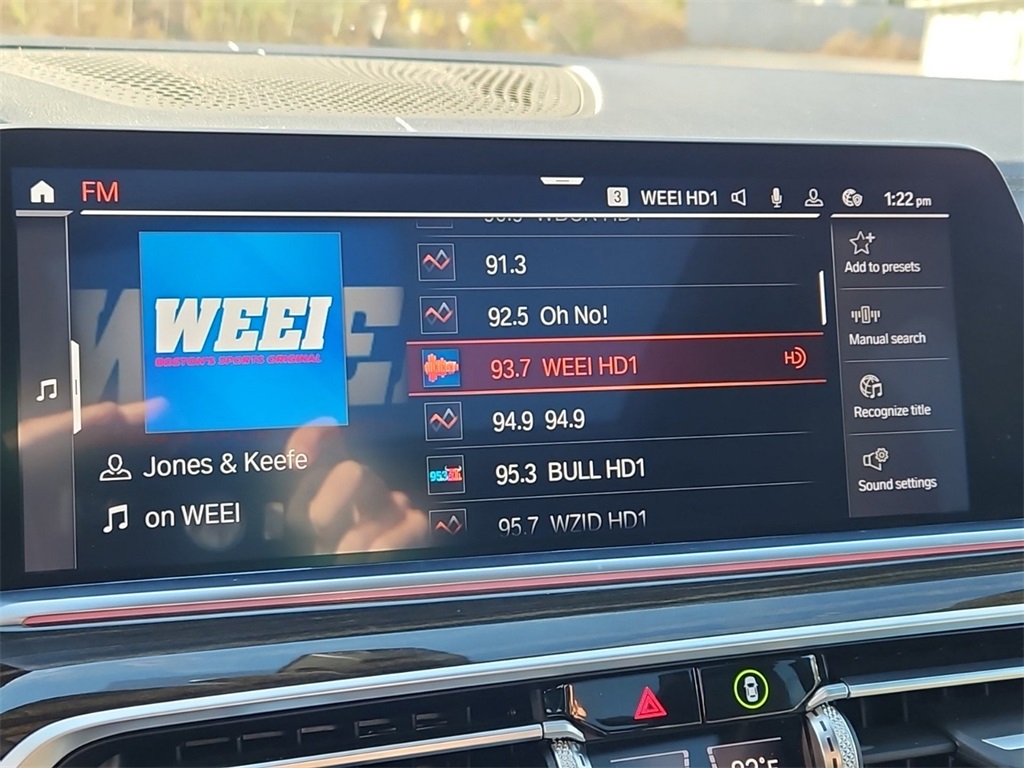 FM
3 WEEI HD1 1:22 pm
WEEI
BOSTON'S SPORTS ORIGINAL
Jones & Keefe
on WEEI
91.3
92.5 Oh No!
93.7 WEEI HD1 HD
94.9 94.9
95.3 BULL HD1
95.7 WZID HD1
Add to presets
Manual search
Recognize title
Sound settings